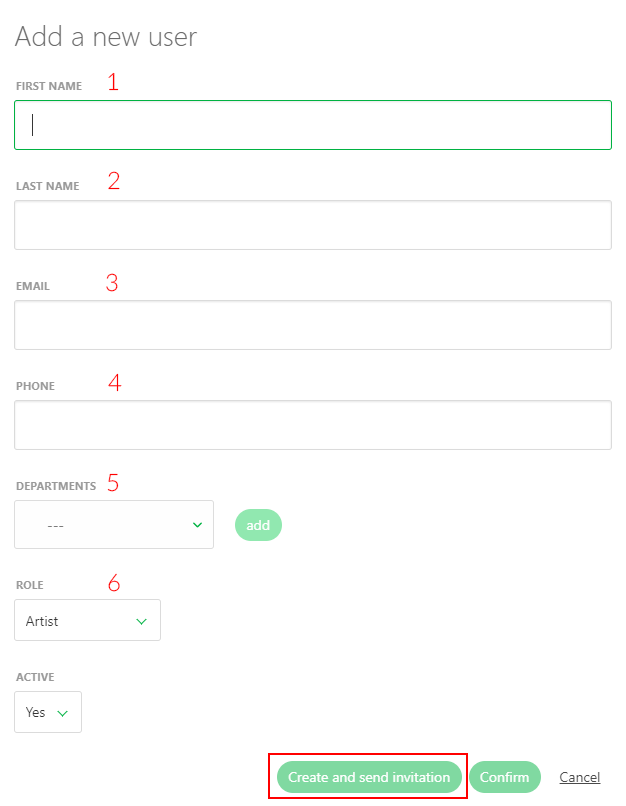 Add a new user
FIRST NAME 1
LAST NAME 2
EMAIL 3
PHONE 4
DEPARTMENTS 5
--- add
ROLE 6
Artist
ACTIVE
Yes
Create and send invitation Confirm Cancel